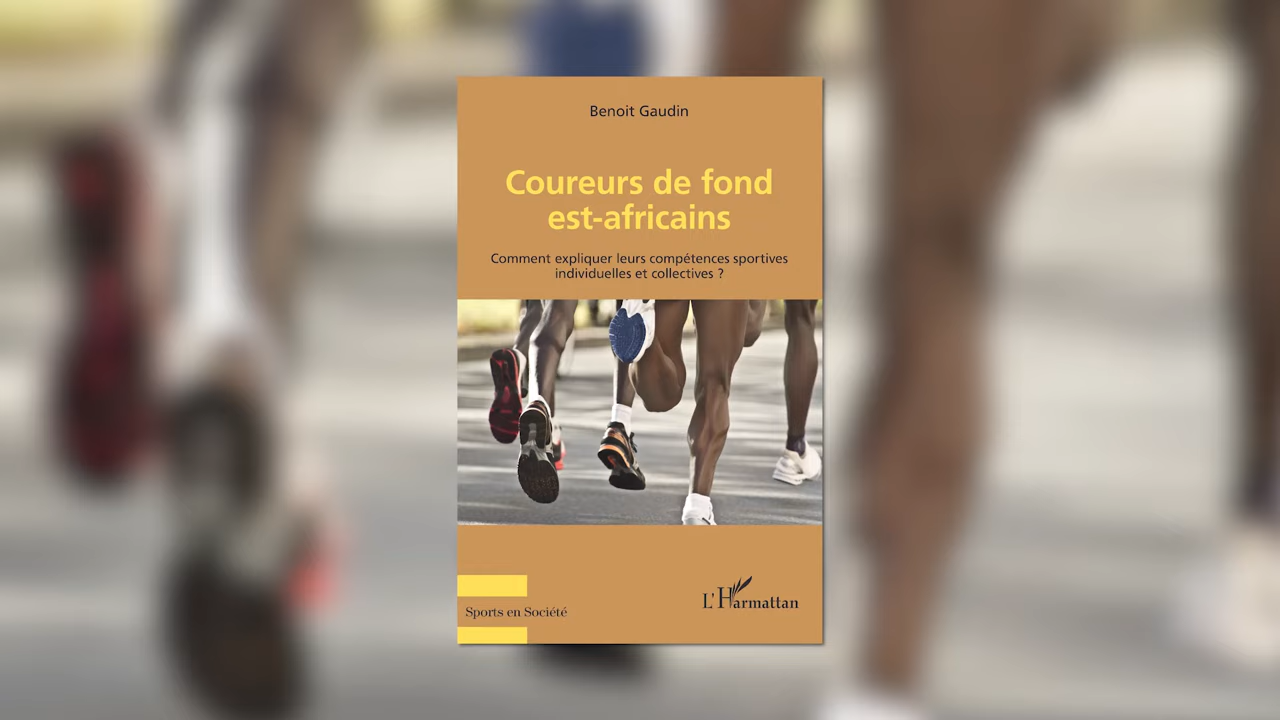 Benoit Gaudin
Coureurs de fond
est-africains
Comment expliquer leurs compétences sportives
individuelles et collectives ?
Sports en Société
L'Harmattan